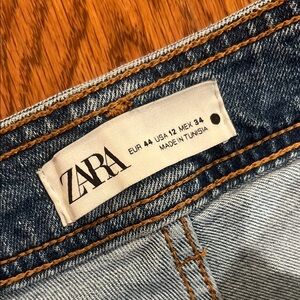 ZARA
EUR 44 USA 12 MEX 34
MADE IN TUNISIA